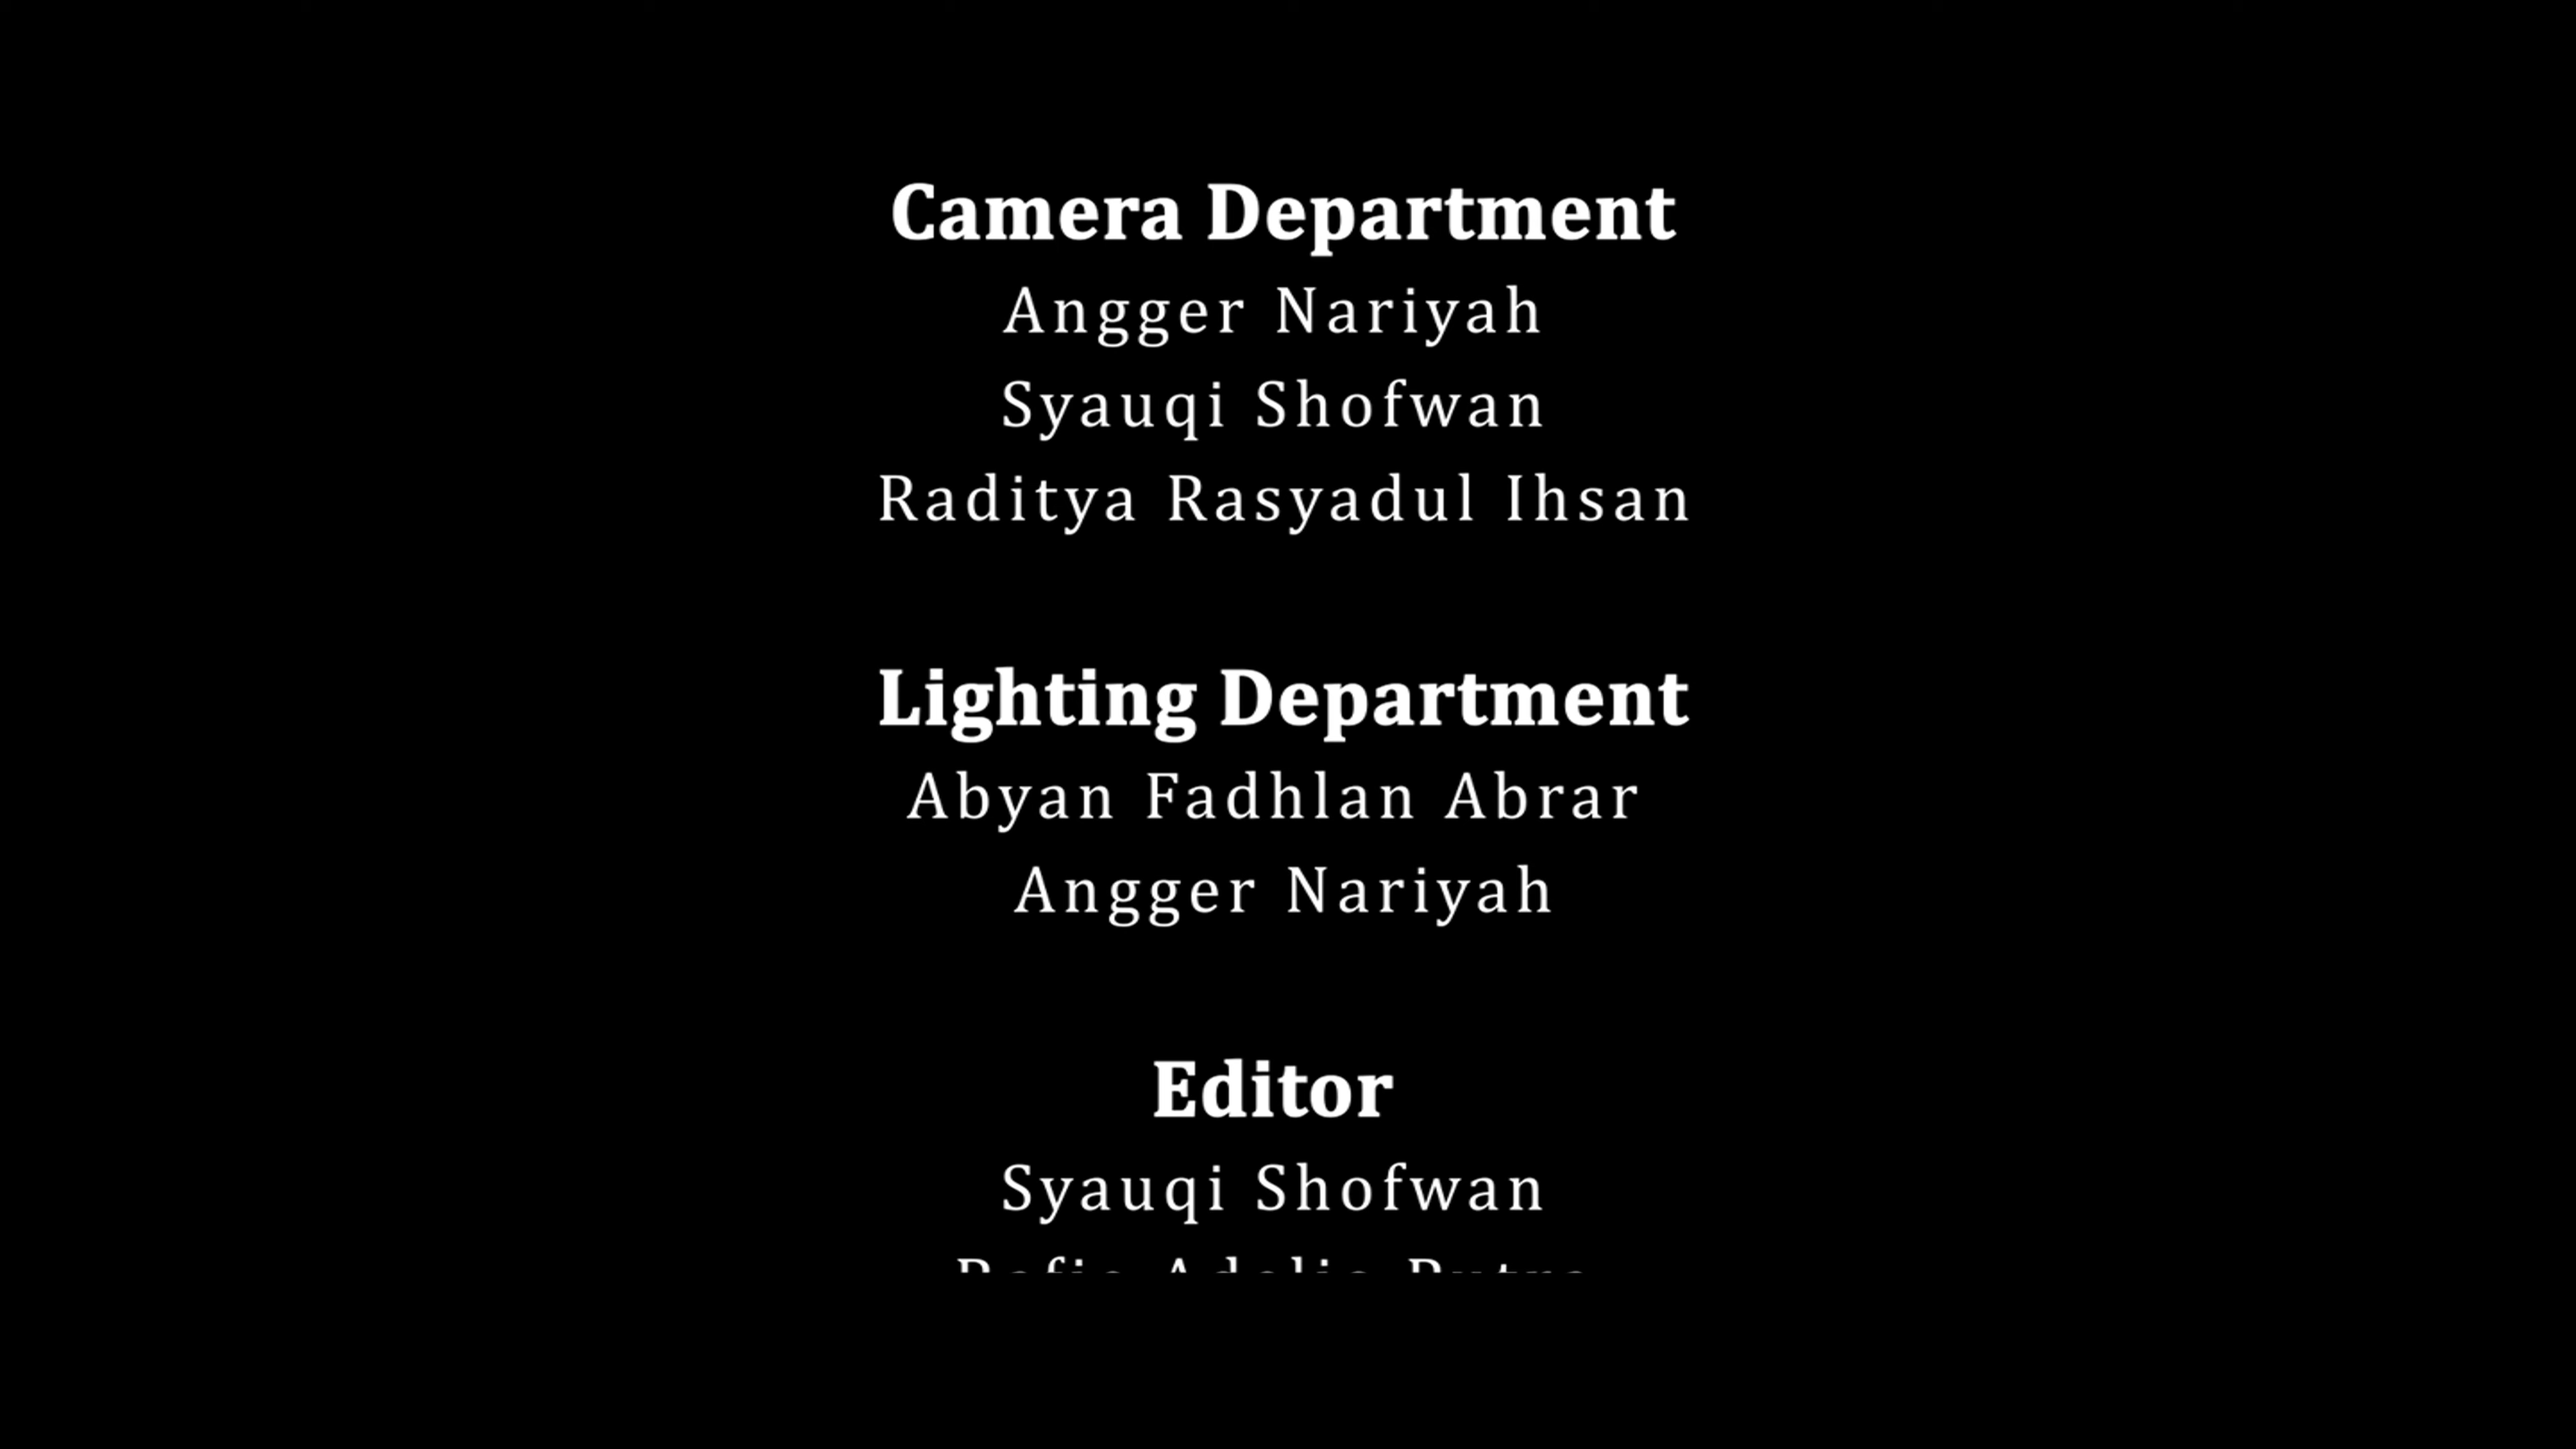 Camera Department
Angger Nariyah
Syauqi Shofwan
Raditya Rasyadul Ihsan
Lighting Department
Abyan Fadhlan Abrar
Angger Nariyah
Editor
Syauqi Shofwan